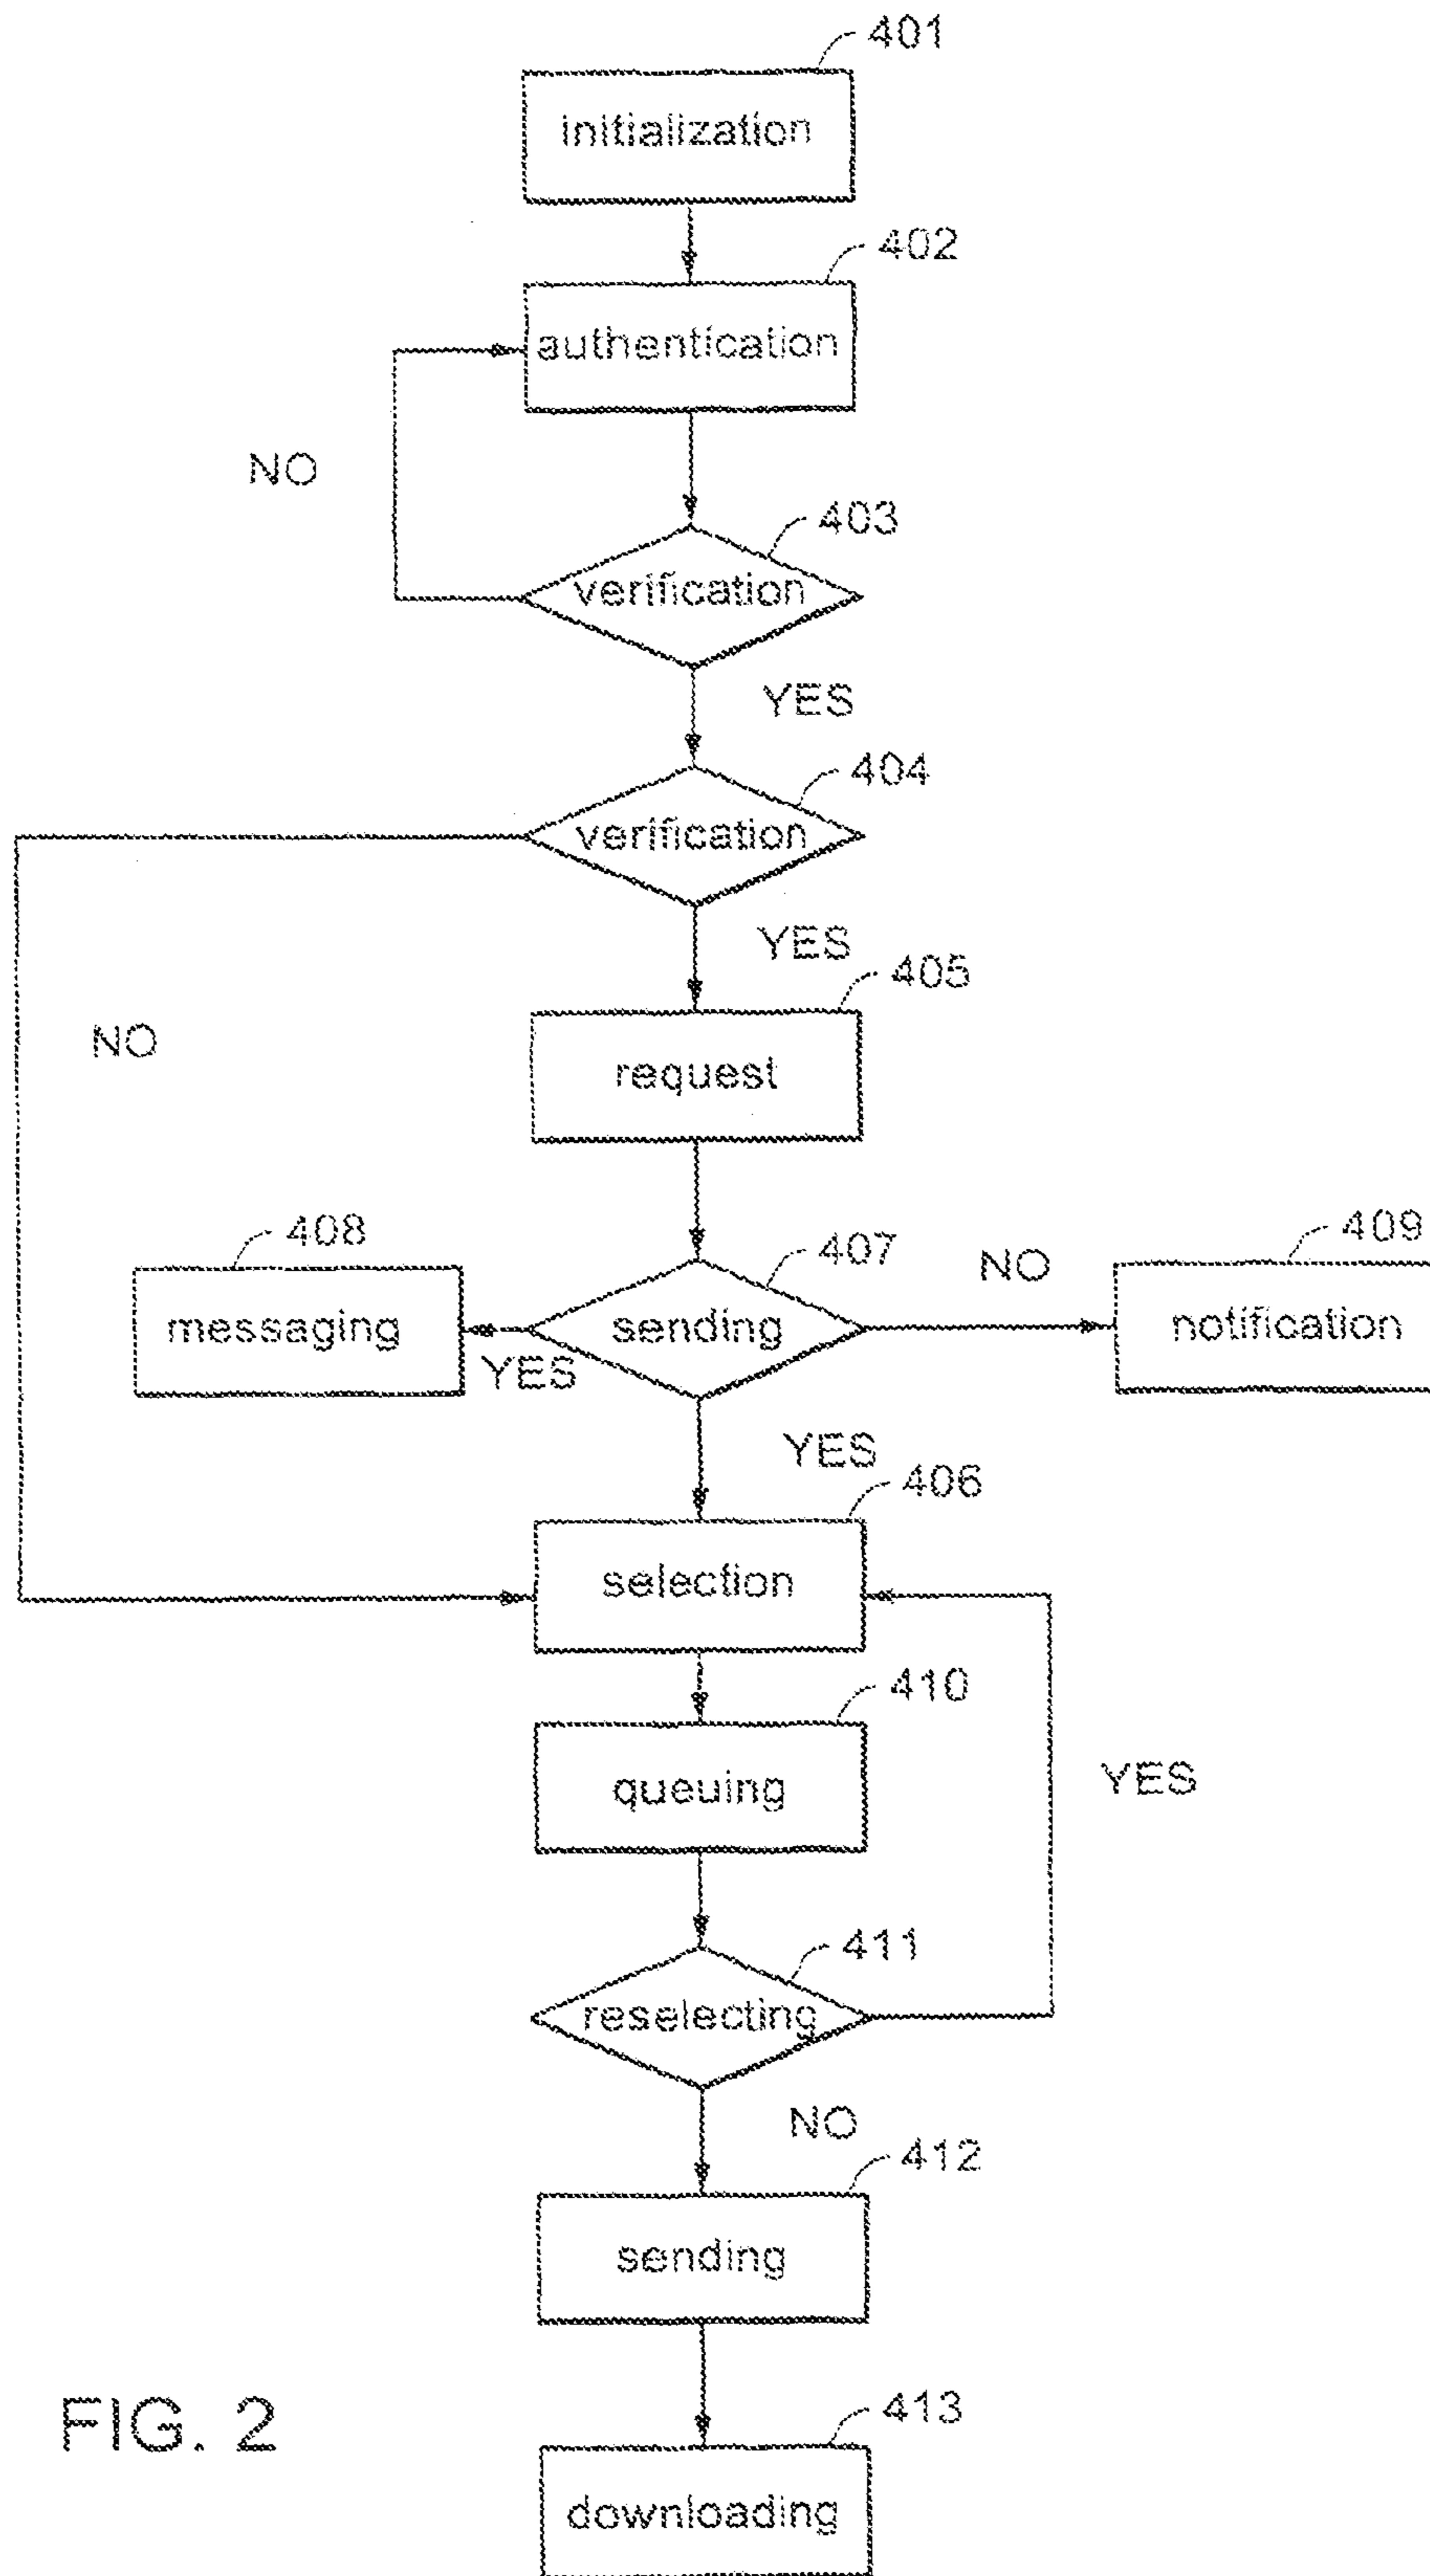 401
initialization
402
authentication
NO
403
verification
YES
404
verification
YES
405
NO
request
408
407
NO
409
messaging
sending
notification
YES
YES
406
selection
410
queuing
YES
411
reselecting
NO
412
sending
413
FIG. 2
downloading